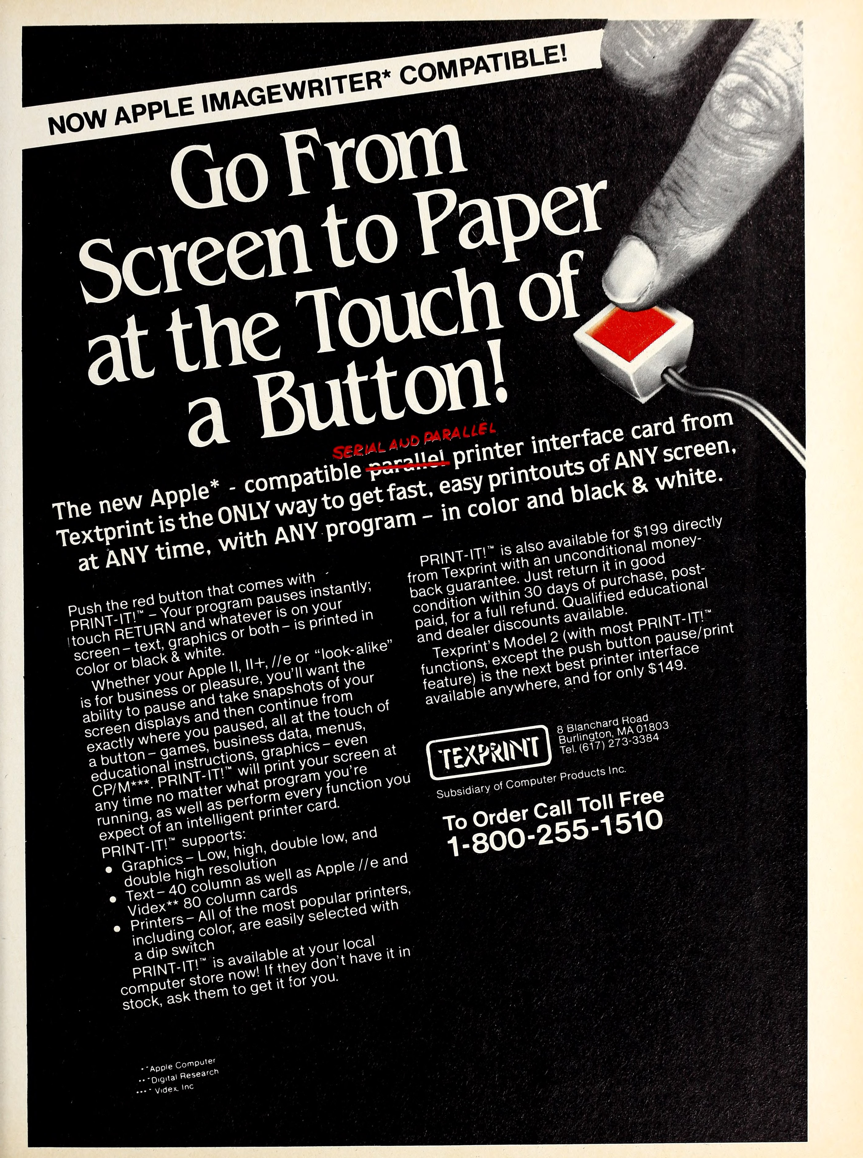 NOW APPLE IMAGEWRITER* COMPATIBLE!
Go From
Screen to Paper
at the Touch of
a Button!
SERIAL AND PARALLEL
The new Apple* - compatible parallel printer interface card from
Textprint is the ONLY way to get fast, easy printouts of ANY screen,
at ANY time, with ANY program – in color and black & white.
Push the red button that comes with
PRINT-IT!™ – Your program pauses instantly;
touch RETURN and whatever is on your
screen – text, graphics or both – is printed in
color or black & white.
Whether your Apple II, II+, //e or “look-alike”
is for business or pleasure, you’ll want the
ability to pause and take snapshots of your
screen displays and then continue from
exactly where you paused, all at the touch of
a button – games, business data, menus,
educational instructions, graphics – even
CP/M***. PRINT-IT!™ will print your screen at
any time no matter what program you’re
running, as well as perform every function you
expect of an intelligent printer card.
PRINT-IT!™ supports:
• Graphics – Low, high, double low, and
double high resolution
• Text – 40 column as well as Apple //e and
Videx** 80 column cards
• Printers – All of the most popular printers,
including color, are easily selected with
a dip switch
PRINT-IT!™ is available at your local
computer store now! If they don’t have it in
stock, ask them to get it for you.
PRINT-IT!™ is also available for $199 directly
from Texprint with an unconditional money-
back guarantee. Just return it in good
condition within 30 days of purchase, post-
paid, for a full refund. Qualified educational
and dealer discounts available.
Texprint’s Model 2 (with most PRINT-IT!™
functions, except the push button pause/print
feature) is the next best printer interface
available anywhere, and for only $149.
TEXPRINT
8 Blanchard Road
Burlington, MA 01803
Tel. (617) 273-3384
Subsidiary of Computer Products Inc.
To Order Call Toll Free
1-800-255-1510
* ™Apple Computer
** ™Digital Research
*** ™ Videx, Inc